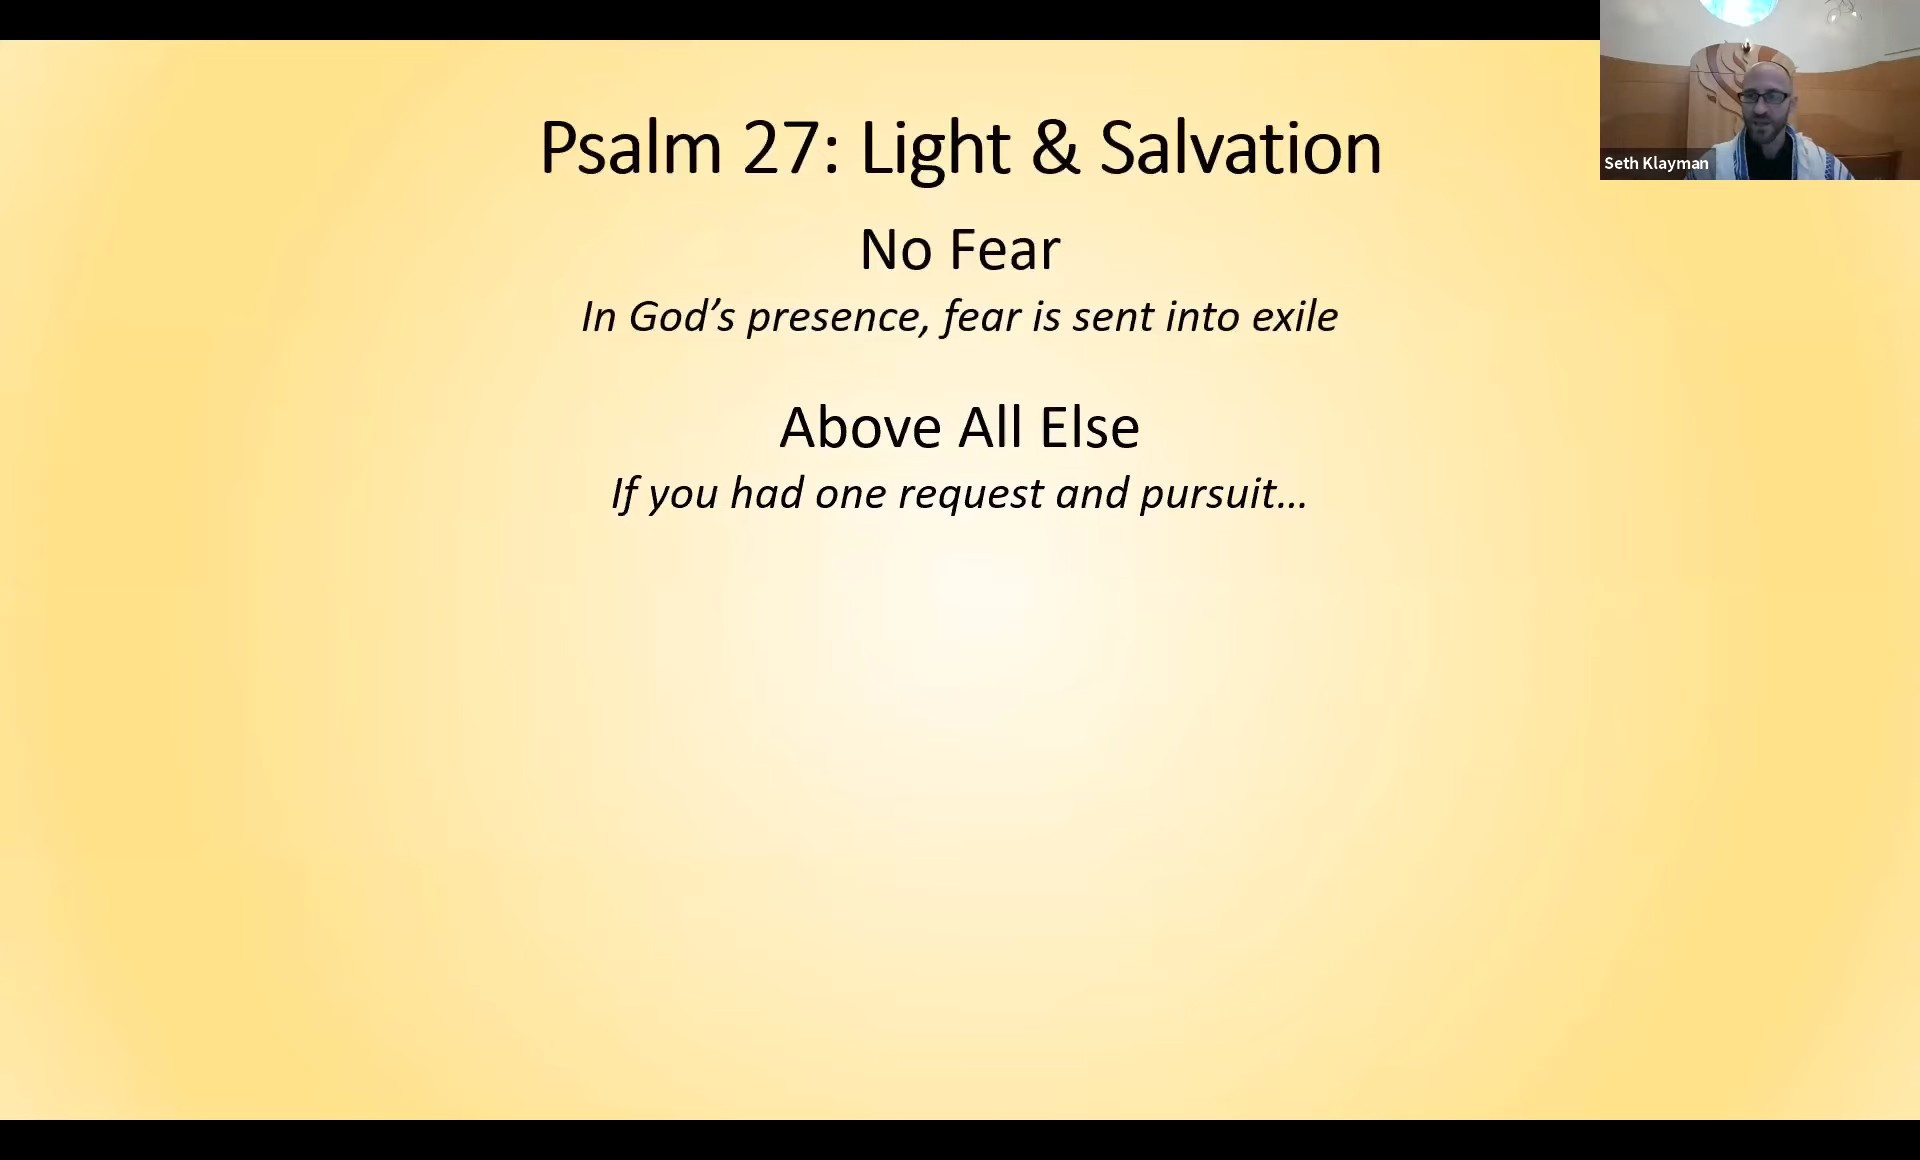 Psalm 27: Light & Salvation
No Fear
In God’s presence, fear is sent into exile
Above All Else
If you had one request and pursuit…
Seth Klayman